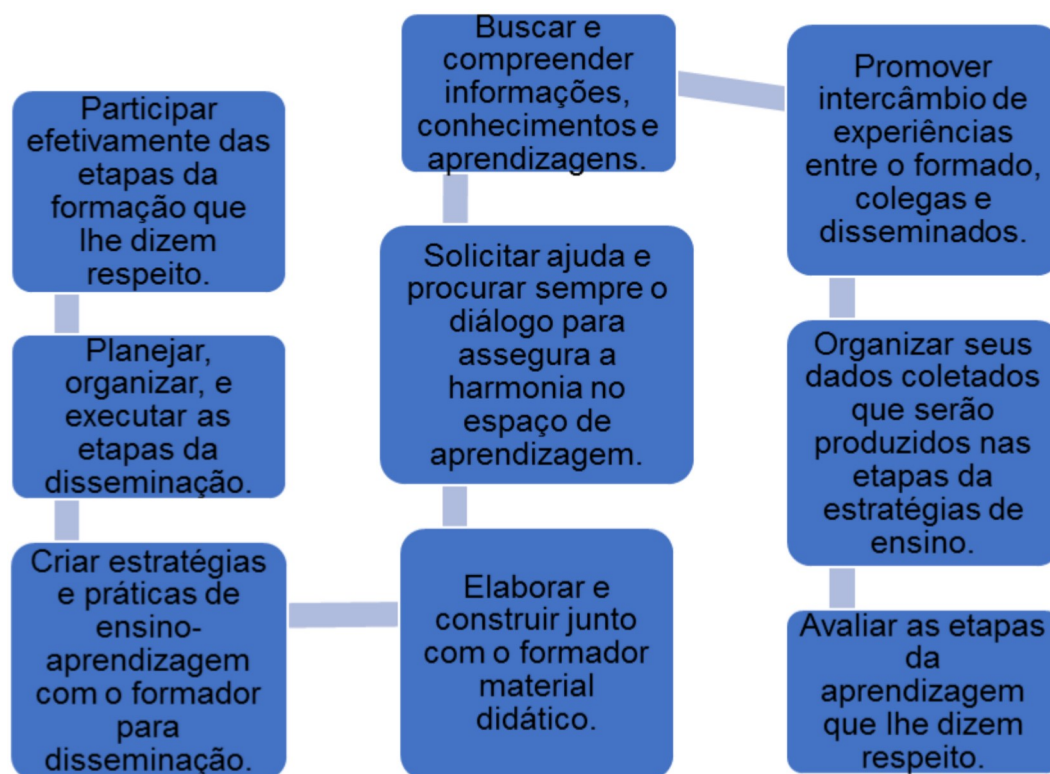 Participar
efetivamente das
etapas da
formação que
lhe dizem
respeito.
Planejar,
organizar, e
executar as
etapas da
disseminação.
Criar estratégias
e práticas de
ensino-
aprendizagem
com o formador
para
disseminação.
Elaborar e
construir junto
com o formador
material
didático.
Solicitar ajuda e
procurar sempre o
diálogo para
assegura a
harmonia no
espaço de
aprendizagem.
Buscar e
compreender
informações,
conhecimentos e
aprendizagens.
Promover
intercâmbio de
experiências
entre o formado,
colegas e
disseminados.
Organizar seus
dados coletados
que serão
produzidos nas
etapas da
estratégias de
ensino.
Avaliar as etapas
da
aprendizagem
que lhe dizem
respeito.